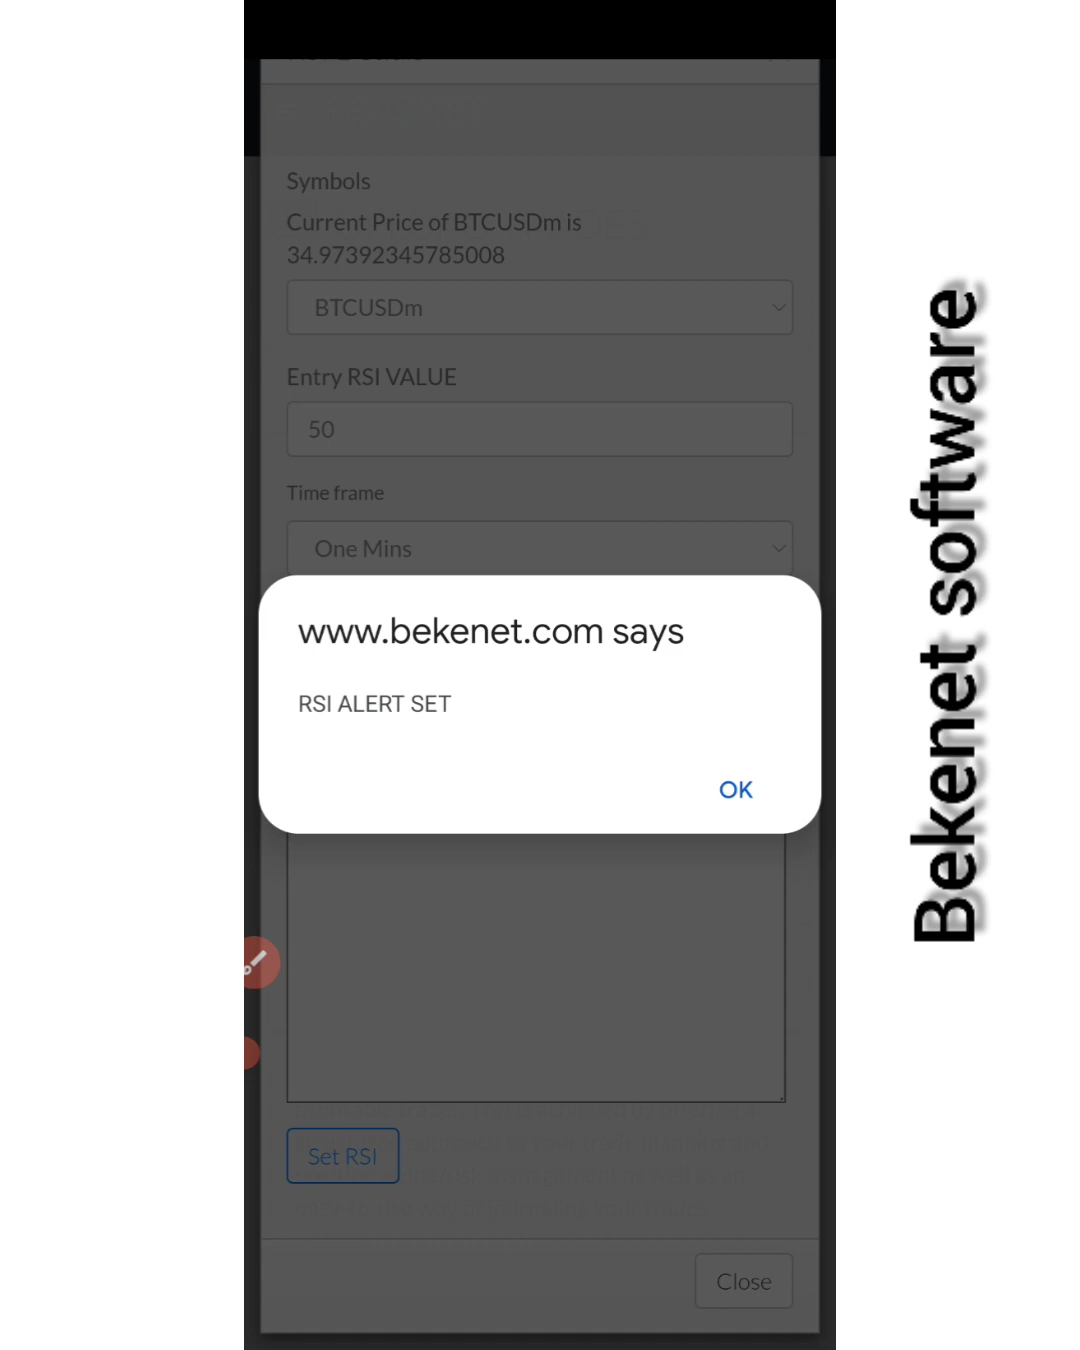 Symbols
Current Price of BTCUSDm is
34.97392345785008
BTCUSDm
Entry RSI VALUE
50
Time frame
One Mins
www.bekenet.com says
RSI ALERT SET
OK
Set RSI
Close
Bekenet software